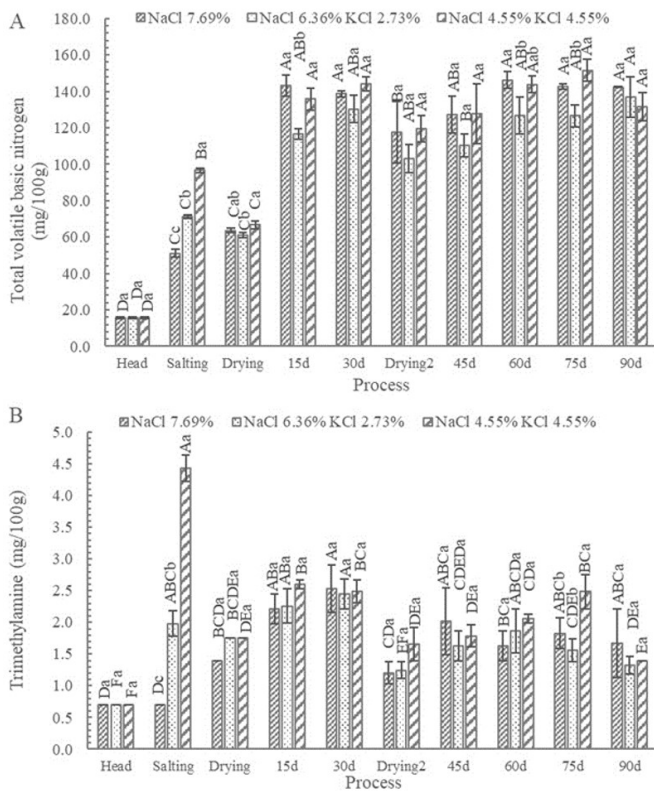 A
NaCl 7.69% NaCl 6.36% KCl 2.73% NaCl 4.55% KCl 4.55%
Total volatile basic nitrogen
(mg/100g)
180.0
160.0
140.0
120.0
100.0
80.0
60.0
40.0
20.0
0.0
Da Da Da
Cc Cb Ba
Cab Cb Ca
Aa ABb Aa
Aa ABa Aa
Ba ABa Aa
ABa Ba Aa
Aa ABb Aab
Aa ABb Aa
Aa Aa Aa
Head Salting Drying 15d 30d Drying2 45d 60d 75d 90d
Process
B
NaCl 7.69% NaCl 6.36% KCl 2.73% NaCl 4.55% KCl 4.55%
Trimethylamine (mg/100g)
5.0
4.5
4.0
3.5
3.0
2.5
2.0
1.5
1.0
0.5
0.0
Da Fa Fa
Dc ABCb Aa
BCDa BCDEa DEa
ABa ABa Ba
Aa Aa BCa
CDa EFa DEa
ABCa CDEDa DEa
BCa ABCDa CDa
ABCb CDEb BCa
ABCa DEa Ea
Head Salting Drying 15d 30d Drying2 45d 60d 75d 90d
Process